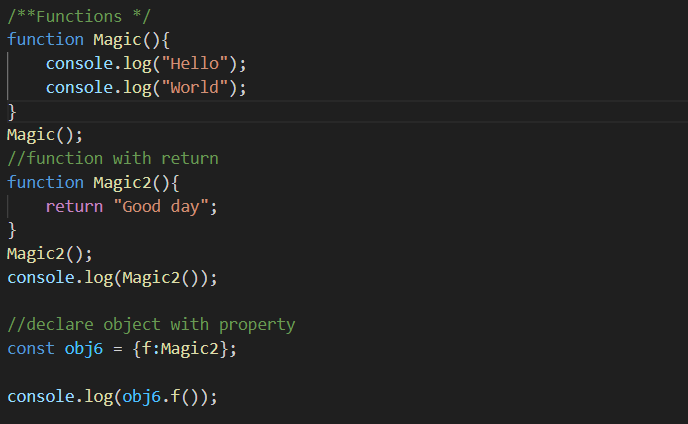 /**Functions */
function Magic(){
    console.log("Hello");
    console.log("World");
}
Magic();
//function with return
function Magic2(){
    return "Good day";
}
Magic2();
console.log(Magic2());
//declare object with property
const obj6 = {f:Magic2};
console.log(obj6.f());